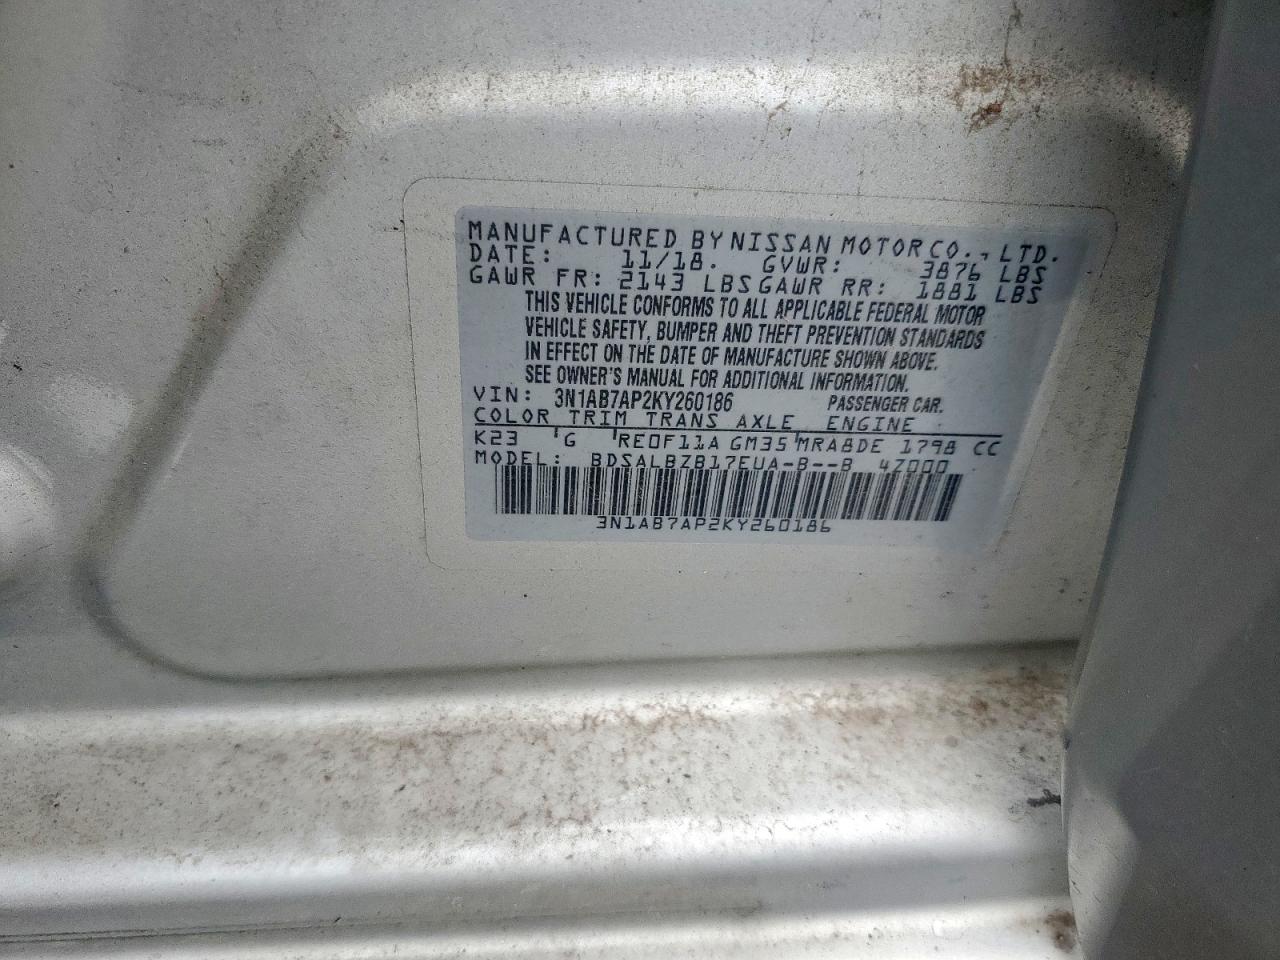 MANUFACTURED BY NISSAN MOTOR CO., LTD.
DATE: 11/18. GVWR: 3876 LBS
GAWR FR: 2143 LBS GAWR RR: 1881 LBS
THIS VEHICLE CONFORMS TO ALL APPLICABLE FEDERAL MOTOR
VEHICLE SAFETY, BUMPER AND THEFT PREVENTION STANDARDS
IN EFFECT ON THE DATE OF MANUFACTURE SHOWN ABOVE.
SEE OWNER'S MANUAL FOR ADDITIONAL INFORMATION.
VIN: 3N1AB7AP2KY260186 PASSENGER CAR.
COLOR TRIM TRANS AXLE ENGINE
K23 G RE0F11A GM35 MRA8DE 1798 CC
MODEL: BDSALBZB17EUA-B--B 4Z000
3N1AB7AP2KY260186